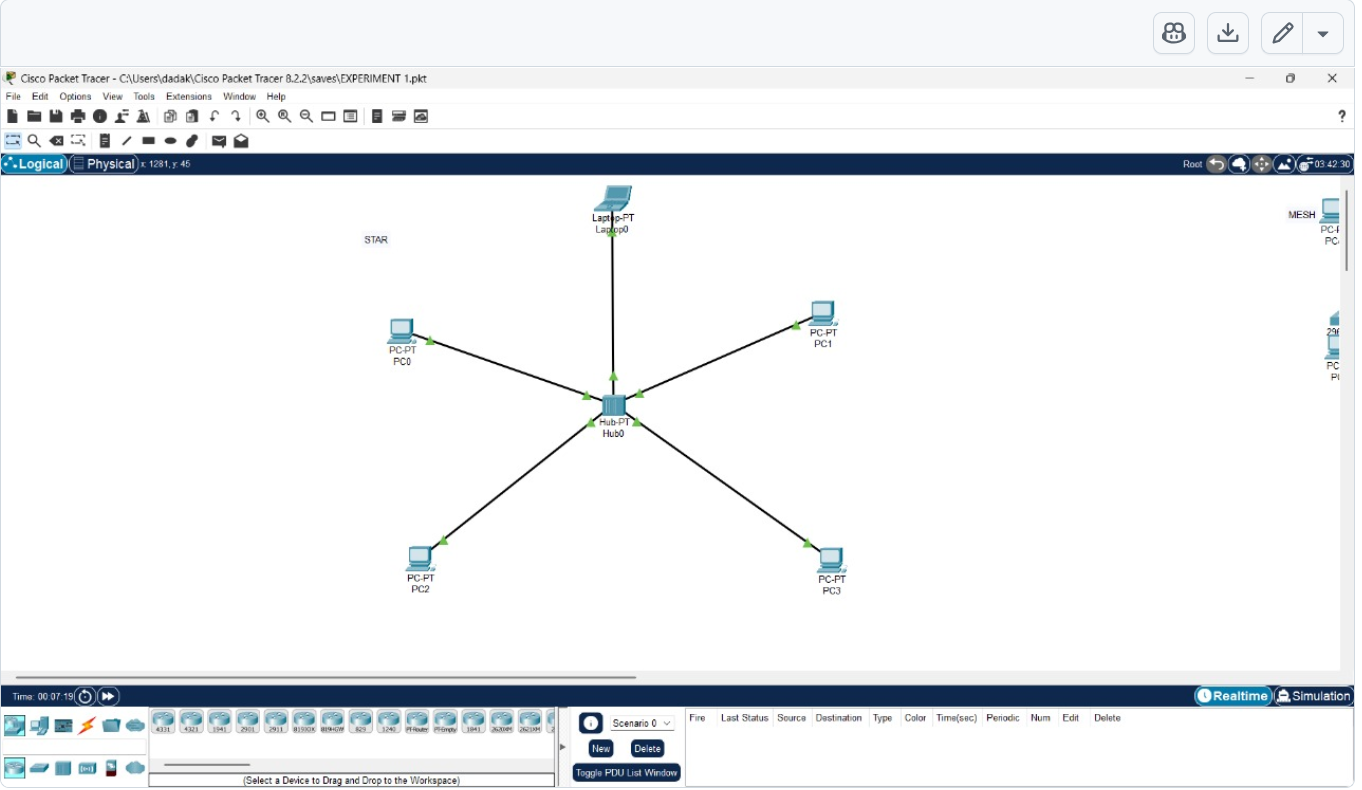 Cisco Packet Tracer - C:\Users\dadak\Cisco Packet Tracer 8.2.2\saves\EXPERIMENT 1.pkt
File Edit Options View Tools Extensions Window Help
?
Logical Physical x: 1281, y: 45 Root 03:42:30
Laptop-PT
Laptop0
STAR
MESH
PC-PT
PC0
PC-PT
PC1
Hub-PT
Hub0
PC-PT
PC2
PC-PT
PC3
Time: 00:07:19 Realtime Simulation
4331 4321 1941 2901 2911 819IOX 819HGW 829 1240 PT-Router PT-Empty 1841 2620XM 2621XM
(Select a Device to Drag and Drop to the Workspace)
Scenario 0
New Delete
Toggle PDU List Window
Fire Last Status Source Destination Type Color Time(sec) Periodic Num Edit Delete